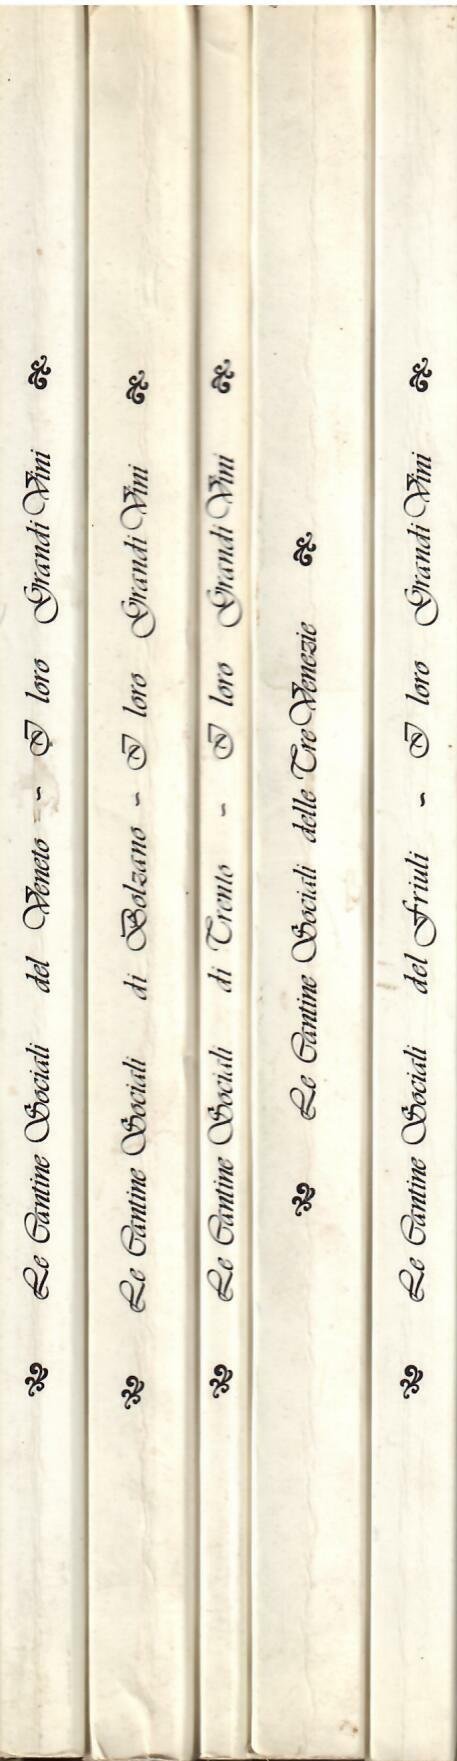 Le Cantine Sociali del Veneto - I loro Grandi Vini
Le Cantine Sociali di Bolzano - I loro Grandi Vini
Le Cantine Sociali di Trento - I loro Grandi Vini
Le Cantine Sociali delle Tre Venezie
Le Cantine Sociali del Friuli - I loro Grandi Vini